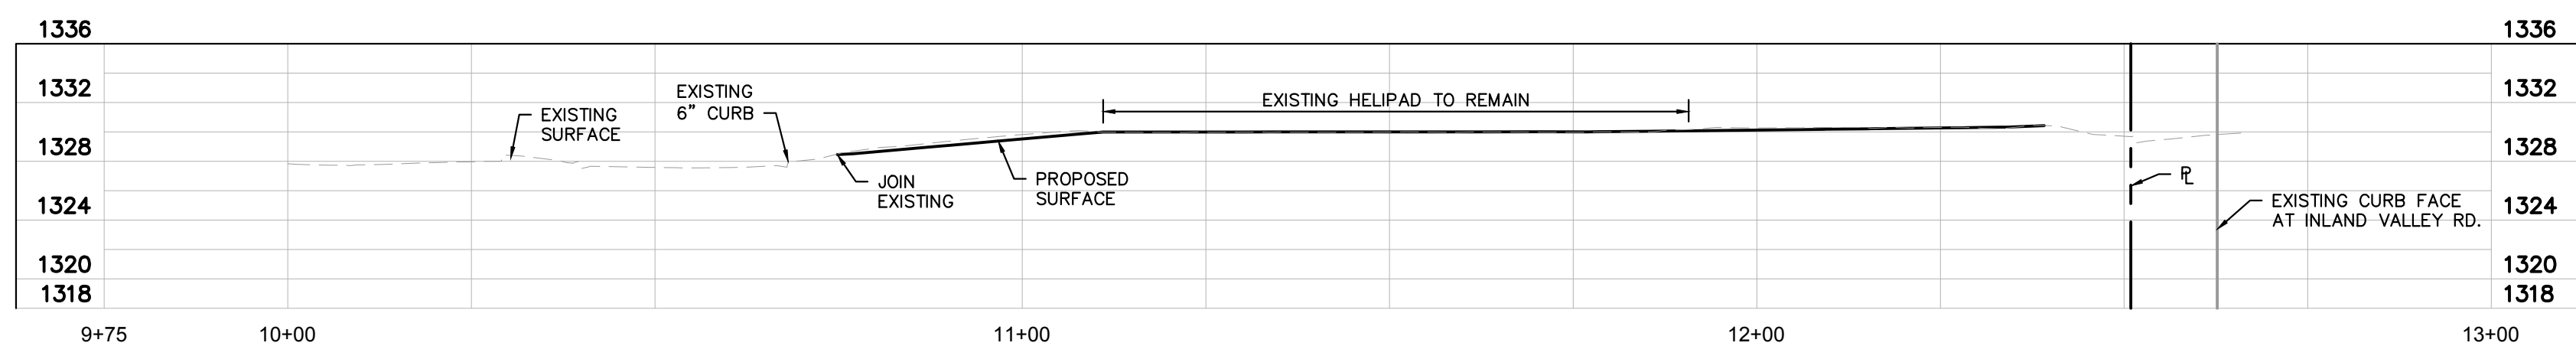 1336
1336
1332
1332
EXISTING
6" CURB
EXISTING
SURFACE
EXISTING HELIPAD TO REMAIN
1328
1328
JOIN
EXISTING
PROPOSED
SURFACE
PL
1324
1324
EXISTING CURB FACE
AT INLAND VALLEY RD.
1320
1320
1318
1318
9+75
10+00
11+00
12+00
13+00